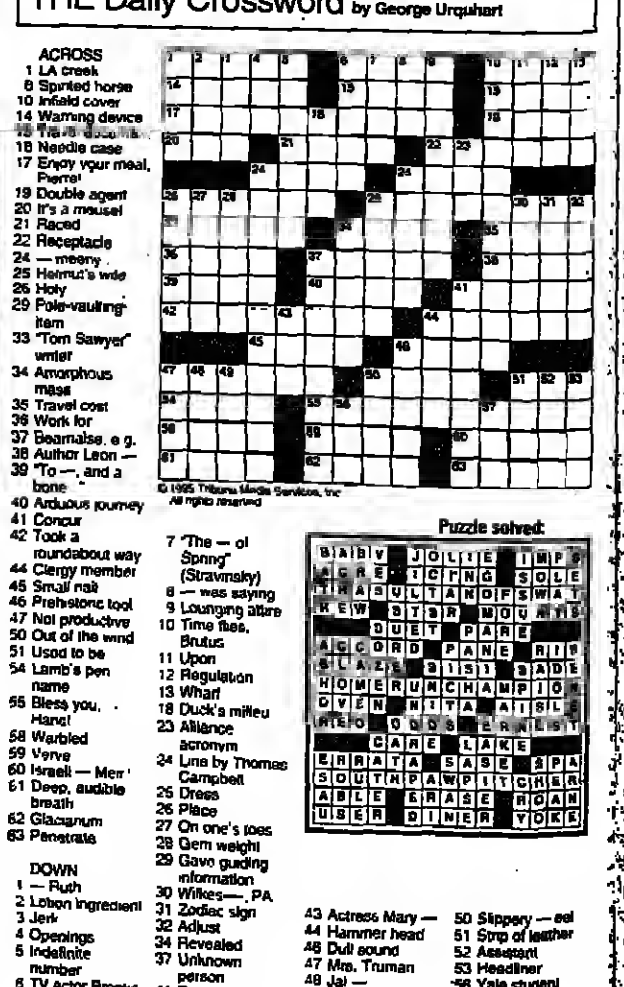 THE Daily Crossword by George Urquhart
ACROSS
1 LA creek
6 Spirited horse
10 Infield cover
14 Warning device
16 Needle case
17 Enjoy your meal,
Pierre!
19 Double agent
20 It's a mouse!
21 Raced
22 Receptacle
24 — meeny
25 Helmut's wife
26 Holy
29 Pole-vaulting
item
33 "Tom Sawyer"
writer
34 Amorphous
mass
35 Travel cost
36 Work for
37 Bearnaise, e.g.
38 Author Leon —
39 "To —, and a
bone "
40 Arduous journey
41 Concur
42 Took a
roundabout way
44 Clergy member
45 Small nail
46 Prehistoric tool
47 Not productive
50 Out of the wind
51 Used to be
54 Lamb's pen
name
55 Bless you,
Hans!
58 Warbled
59 Verve
60 Israeli — Meir
61 Deep, audible
breath
62 Glacianum
63 Penetrate
DOWN
1 — Ruth
2 Lotion ingredient
3 Jerk
4 Openings
5 Indefinite
number
6 TV Actor
© 1995 Tribune Media Services, Inc
All rights reserved
7 "The — of
Spring"
(Stravinsky)
8 — was saying
9 Lounging attire
10 Time flies,
Brutus
11 Upon
12 Regulation
13 Wharf
18 Duck's milieu
23 Alliance
acronym
24 Line by Thomas
Campbell
25 Dress
26 Place
27 On one's toes
28 Gem weight
29 Gave guiding
information
30 Wilkes—, PA
31 Zodiac sign
32 Adjust
34 Revealed
37 Unknown
person
Puzzle solved:
BABY JOLIE IMPS
ACRE ICING SOLE
THASULTANOFSWAT
HEW STSR MOUATS
DUET PARE
ACCORD PANE RIP
BLAZE SISI SADE
HOMERUNCHAMPION
OVEN NITA AISLE
RED ODDS ERNEST
CARE LAKE
ERRATA SASE SPA
SOUTHPAWPITCHER
ABLE ERASE ROAN
USER DINER YOKE
43 Actress Mary —
44 Hammer head
46 Dull sound
47 Mrs. Truman
48 Jai —
50 Slippery — eel
51 Strip of leather
52 Assistant
53 Headliner
56 Yale student